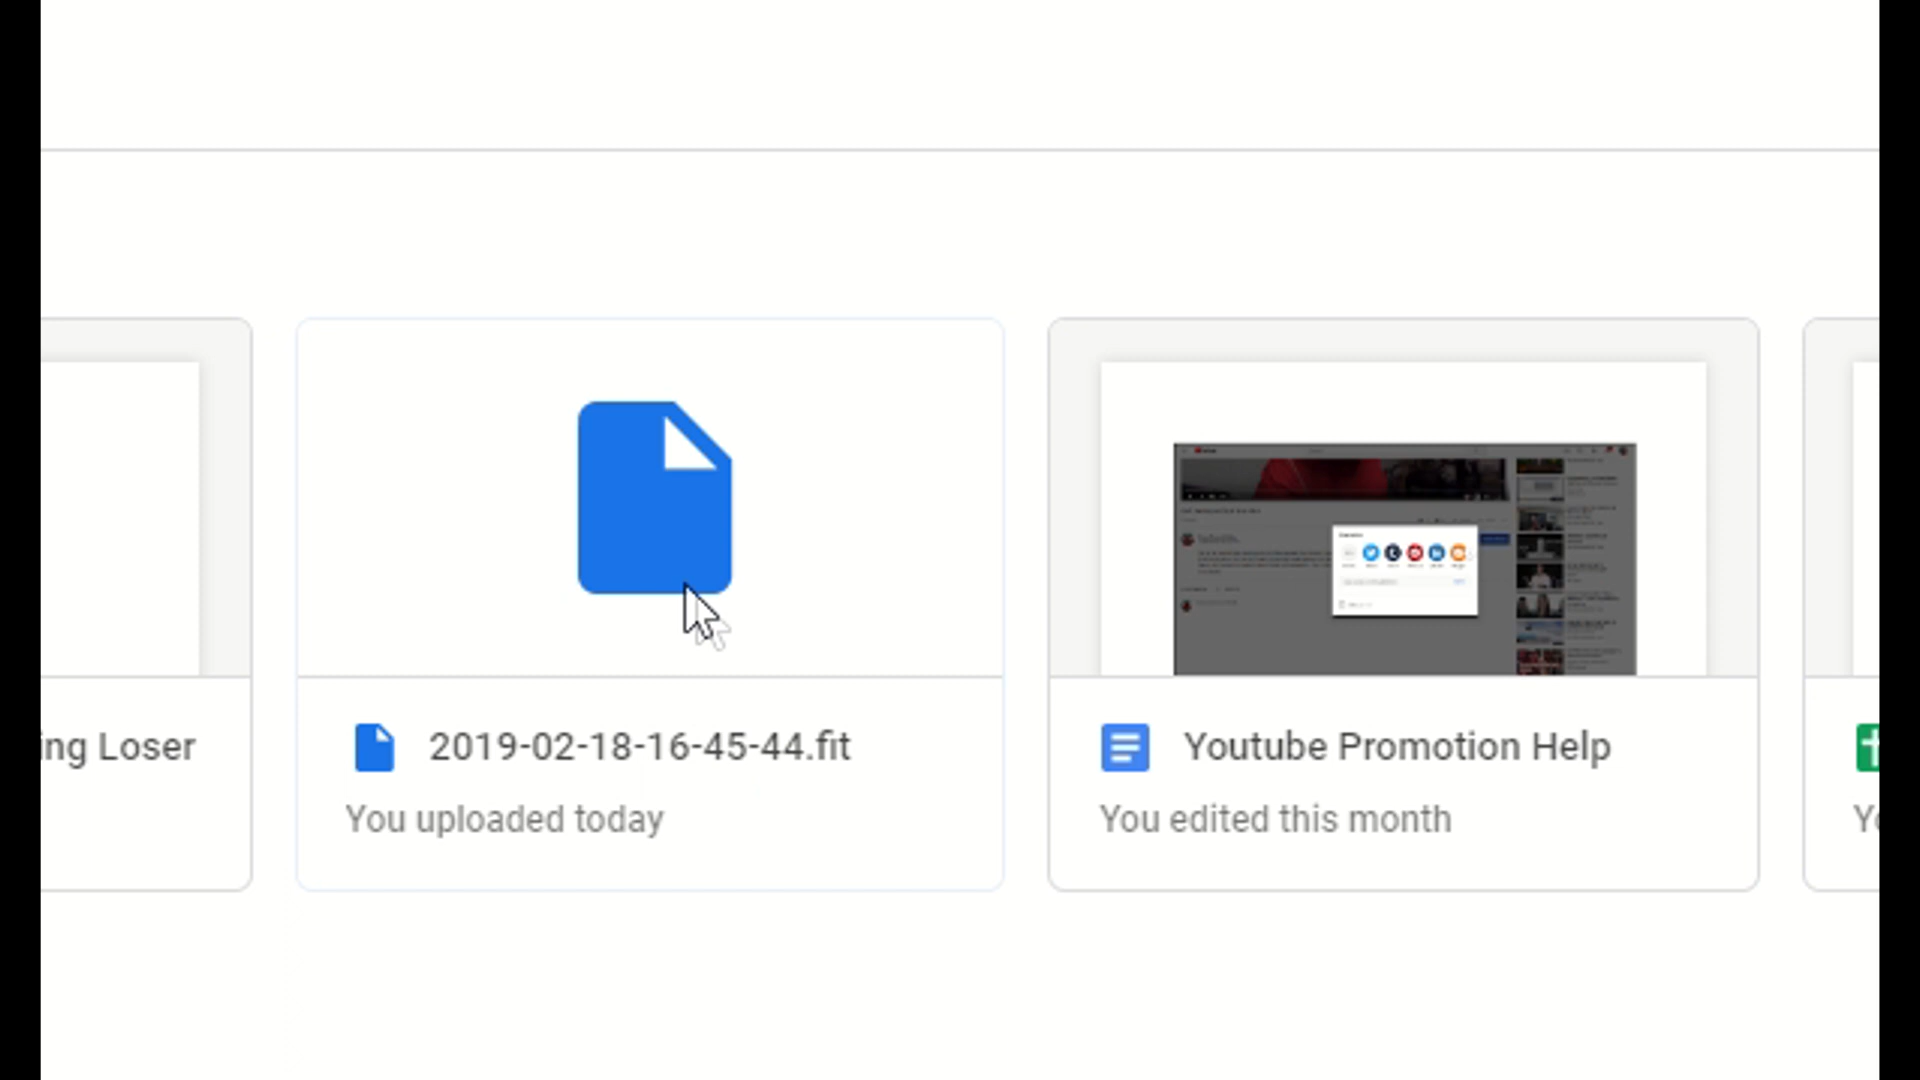 ing Loser
2019-02-18-16-45-44.fit
You uploaded today
Youtube Promotion Help
You edited this month